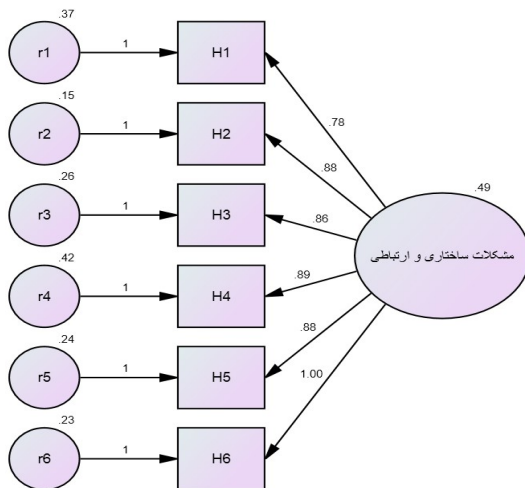 .37
r1 1 H1
.78
.15
r2 1 H2
.88
.26
r3 1 H3
.86
.49
مشکلات ساختاری و ارتباطی
.42
r4 1 H4
.89
.24
r5 1 H5
.88
.23
r6 1 H6
1.00